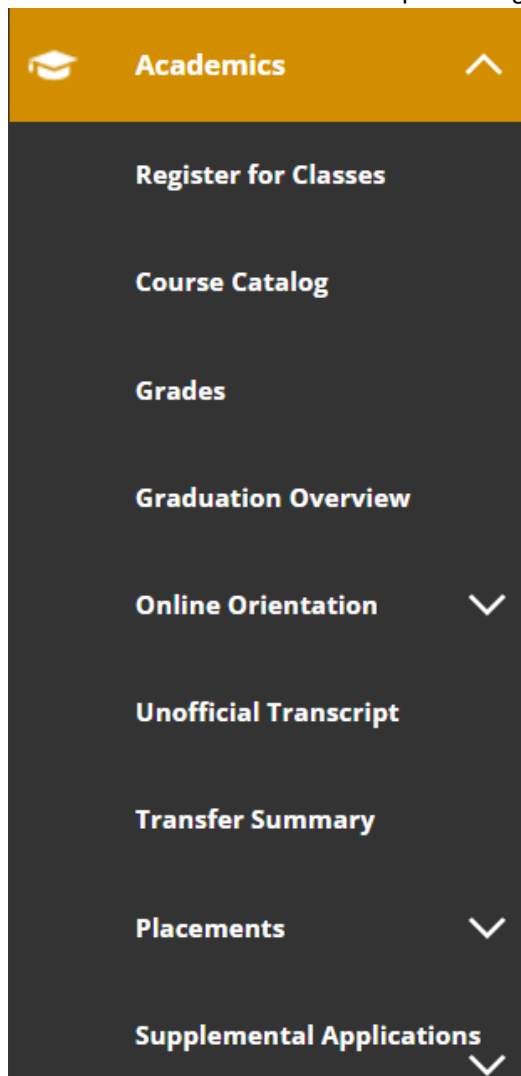 Academics
Register for Classes
Course Catalog
Grades
Graduation Overview
Online Orientation
Unofficial Transcript
Transfer Summary
Placements
Supplemental Applications